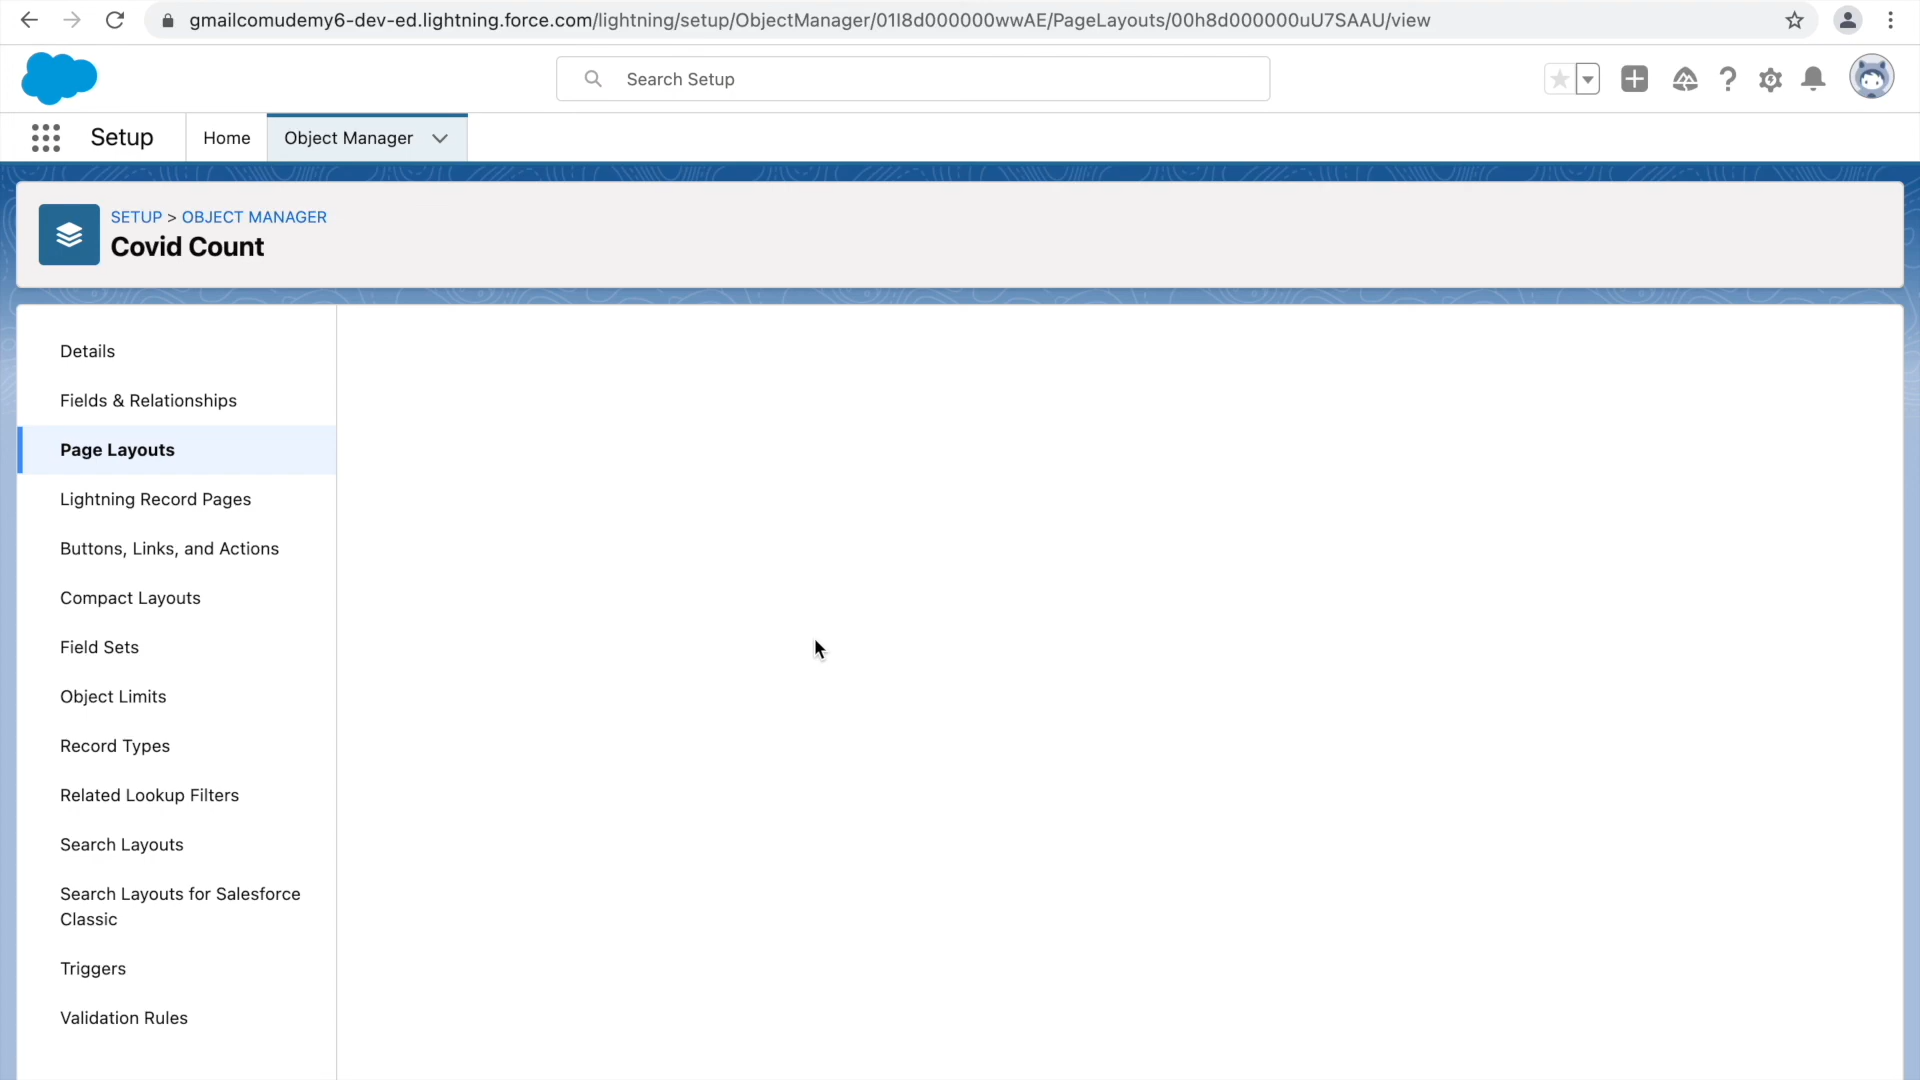 gmailcomudemy6-dev-ed.lightning.force.com/lightning/setup/ObjectManager/01I8d000000wwAE/PageLayouts/00h8d000000uU7SAAU/view
Search Setup
Setup
Home
Object Manager
SETUP > OBJECT MANAGER
Covid Count
Details
Fields & Relationships
Page Layouts
Lightning Record Pages
Buttons, Links, and Actions
Compact Layouts
Field Sets
Object Limits
Record Types
Related Lookup Filters
Search Layouts
Search Layouts for Salesforce
Classic
Triggers
Validation Rules